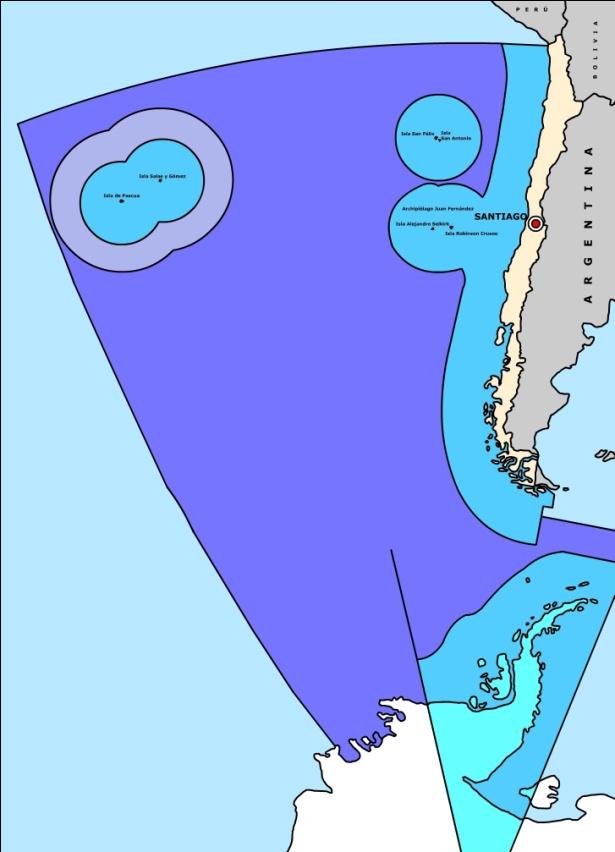 PERÚ
BOLIVIA
ARGENTINA
Isla San Félix
Isla
San Antonio
Isla Salas y Gómez
Isla de Pascua
Archipiélago Juan Fernández
SANTIAGO
Isla Alejandro Selkirk
Isla Robinson Crusoe